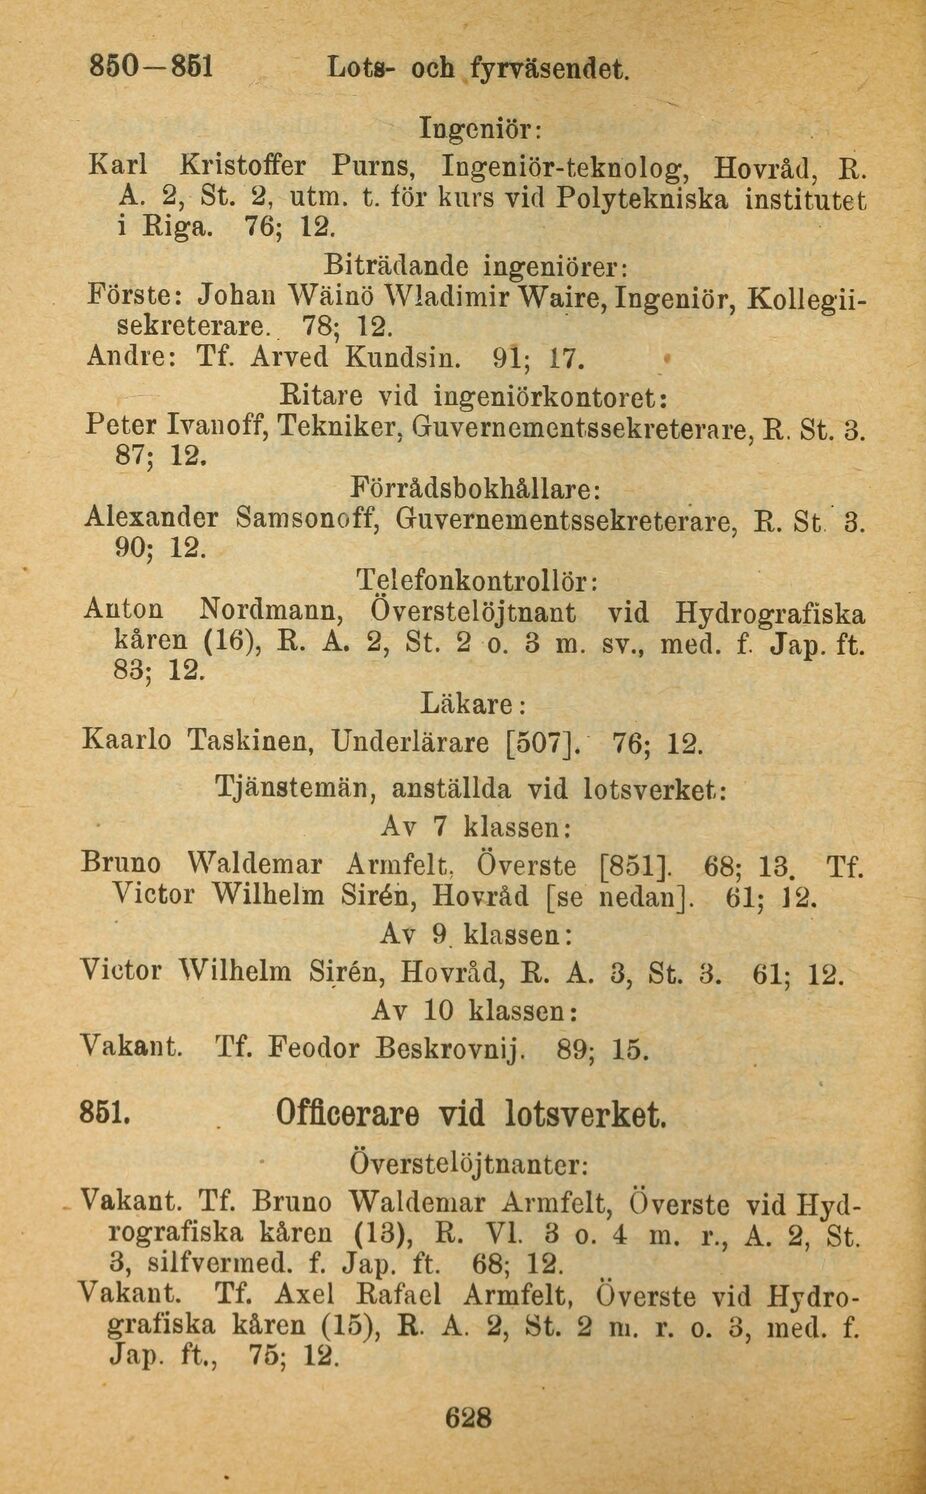 850—851 Lots- och fyrväsendet.
Ingeniör:
Karl Kristoffer Purns, Ingeniör-teknolog, Hovråd, R.
A. 2, St. 2, utm. t. för kurs vid Polytekniska institutet
i Riga. 76; 12.
Biträdande ingeniörer:
Förste: Johan Wäinö Wladimir Waire, Ingeniör, Kollegii-
sekreterare. 78; 12.
Andre: Tf. Arved Kundsin. 91; 17.
Ritare vid ingeniörkontoret:
Peter Ivanoff, Tekniker, Guvernementssekreterare, R. St. 3.
87; 12.
Förrådsbokhållare:
Alexander Samsonoff, Guvernementssekreterare, R. St. 3.
90; 12.
Telefonkontrollör:
Anton Nordmann, Överstelöjtnant vid Hydrografiska
kåren (16), R. A. 2, St. 2 o. 3 m. sv., med. f. Jap. ft.
83; 12.
Läkare:
Kaarlo Taskinen, Underlärare [507]. 76; 12.
Tjänstemän, anställda vid lotsverket:
Av 7 klassen:
Bruno Waldemar Armfelt, Överste [851]. 68; 13. Tf.
Victor Wilhelm Sirén, Hovråd [se nedan]. 61; 12.
Av 9 klassen:
Victor Wilhelm Sirén, Hovråd, R. A. 3, St. 3. 61; 12.
Av 10 klassen:
Vakant. Tf. Feodor Beskrovnij. 89; 15.
851. Officerare vid lotsverket.
Överstelöjtnanter:
Vakant. Tf. Bruno Waldemar Armfelt, Överste vid Hyd-
rografiska kåren (13), R. Vl. 3 o. 4 m. r., A. 2, St.
3, silfvermed. f. Jap. ft. 68; 12.
Vakant. Tf. Axel Rafael Armfelt, Överste vid Hydro-
grafiska kåren (15), R. A. 2, St. 2 m. r. o. 3, med. f.
Jap. ft., 75; 12.
628